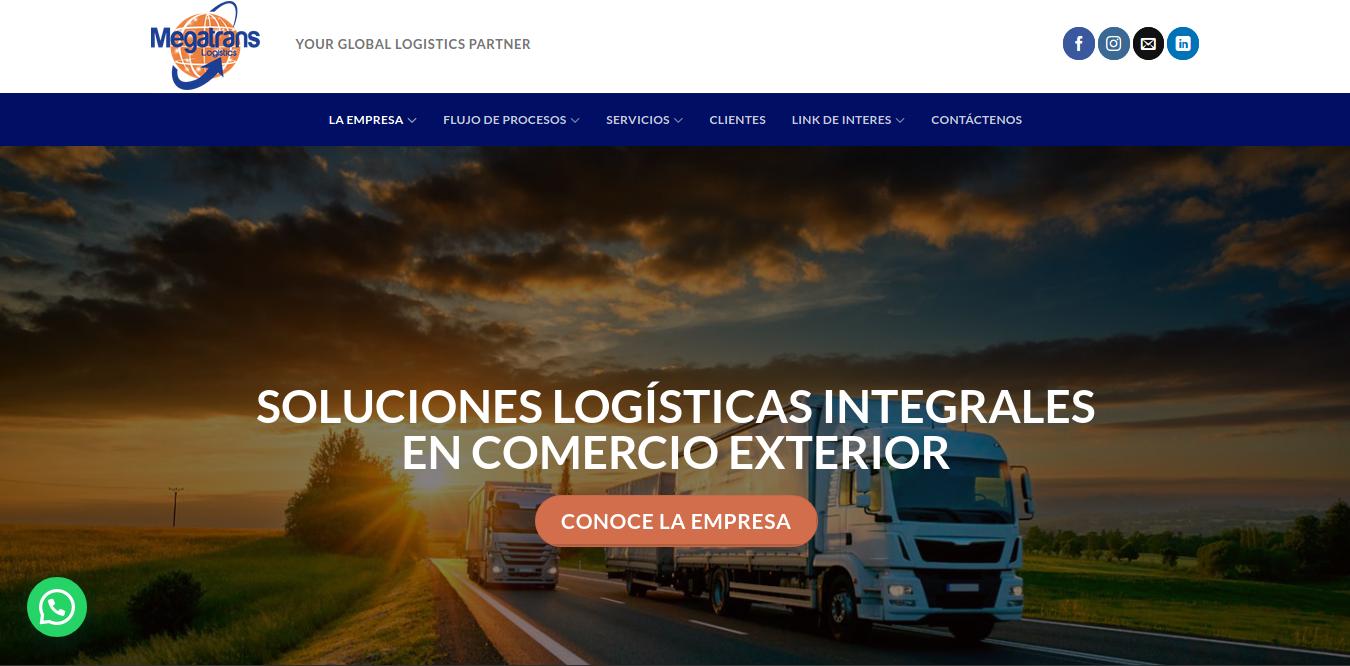 Megatrans
Logistics
YOUR GLOBAL LOGISTICS PARTNER
LA EMPRESA
FLUJO DE PROCESOS
SERVICIOS
CLIENTES
LINK DE INTERES
CONTÁCTENOS
SOLUCIONES LOGÍSTICAS INTEGRALES
EN COMERCIO EXTERIOR
CONOCE LA EMPRESA